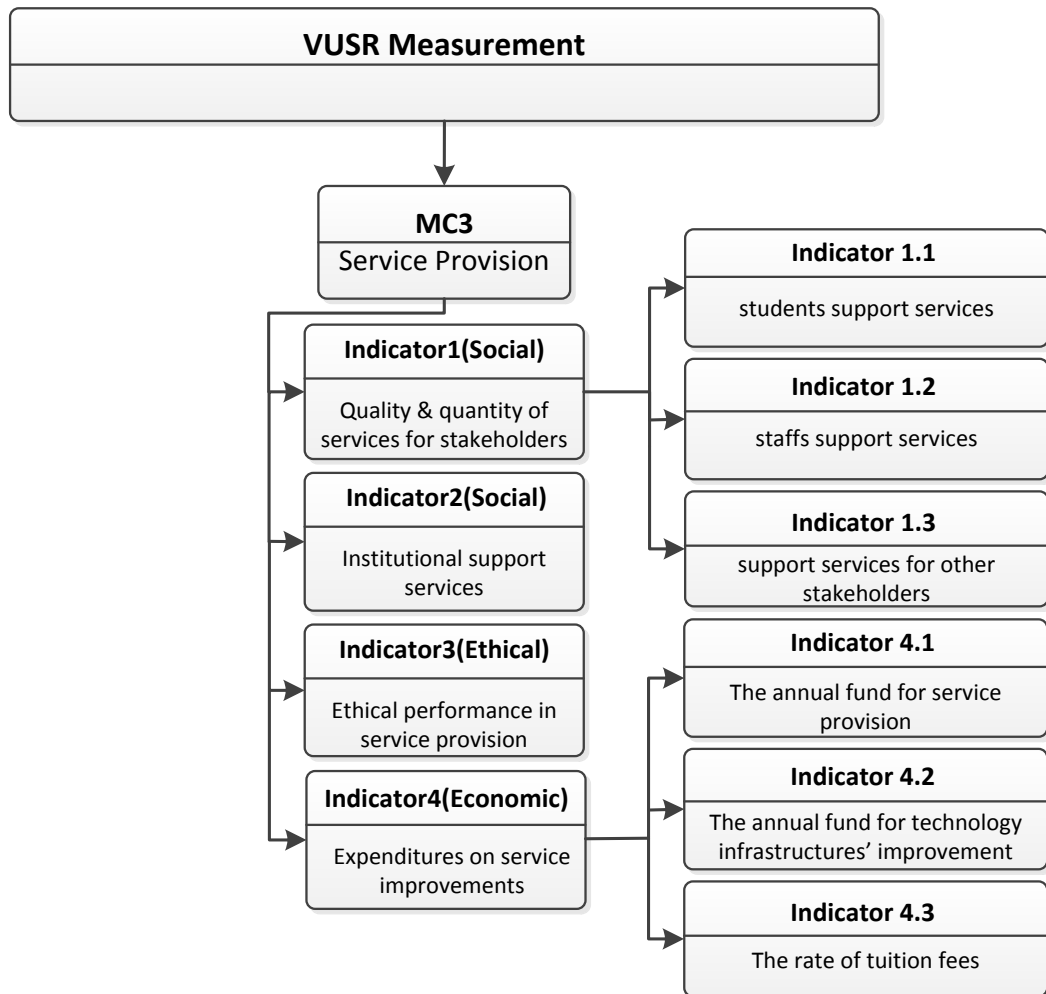 VUSR Measurement
MC3
Service Provision
Indicator1(Social)
Quality & quantity of
services for stakeholders
Indicator2(Social)
Institutional support
services
Indicator3(Ethical)
Ethical performance in
service provision
Indicator4(Economic)
Expenditures on service
improvements
Indicator 1.1
students support services
Indicator 1.2
staffs support services
Indicator 1.3
support services for other
stakeholders
Indicator 4.1
The annual fund for service
provision
Indicator 4.2
The annual fund for technology
infrastructures’ improvement
Indicator 4.3
The rate of tuition fees